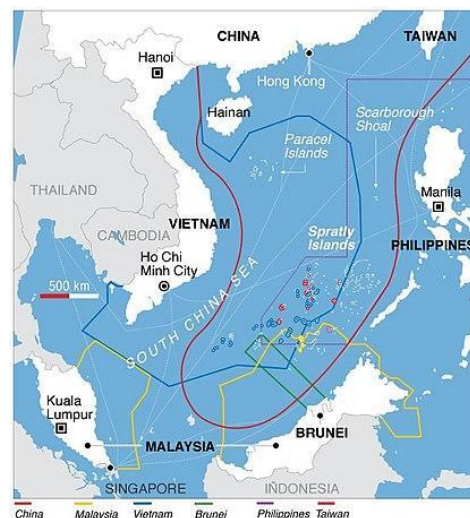 CHINA
TAIWAN
Hanoi
Hong Kong
Hainan
Scarborough
Shoal
Paracel
Islands
THAILAND
Manila
VIETNAM
CAMBODIA
Spratly
Islands
PHILIPPINES
Ho Chi
Minh City
500 km
SOUTH CHINA SEA
Kuala
Lumpur
BRUNEI
MALAYSIA
SINGAPORE
INDONESIA
China
Malaysia
Vietnam
Brunei
Philippines
Taiwan